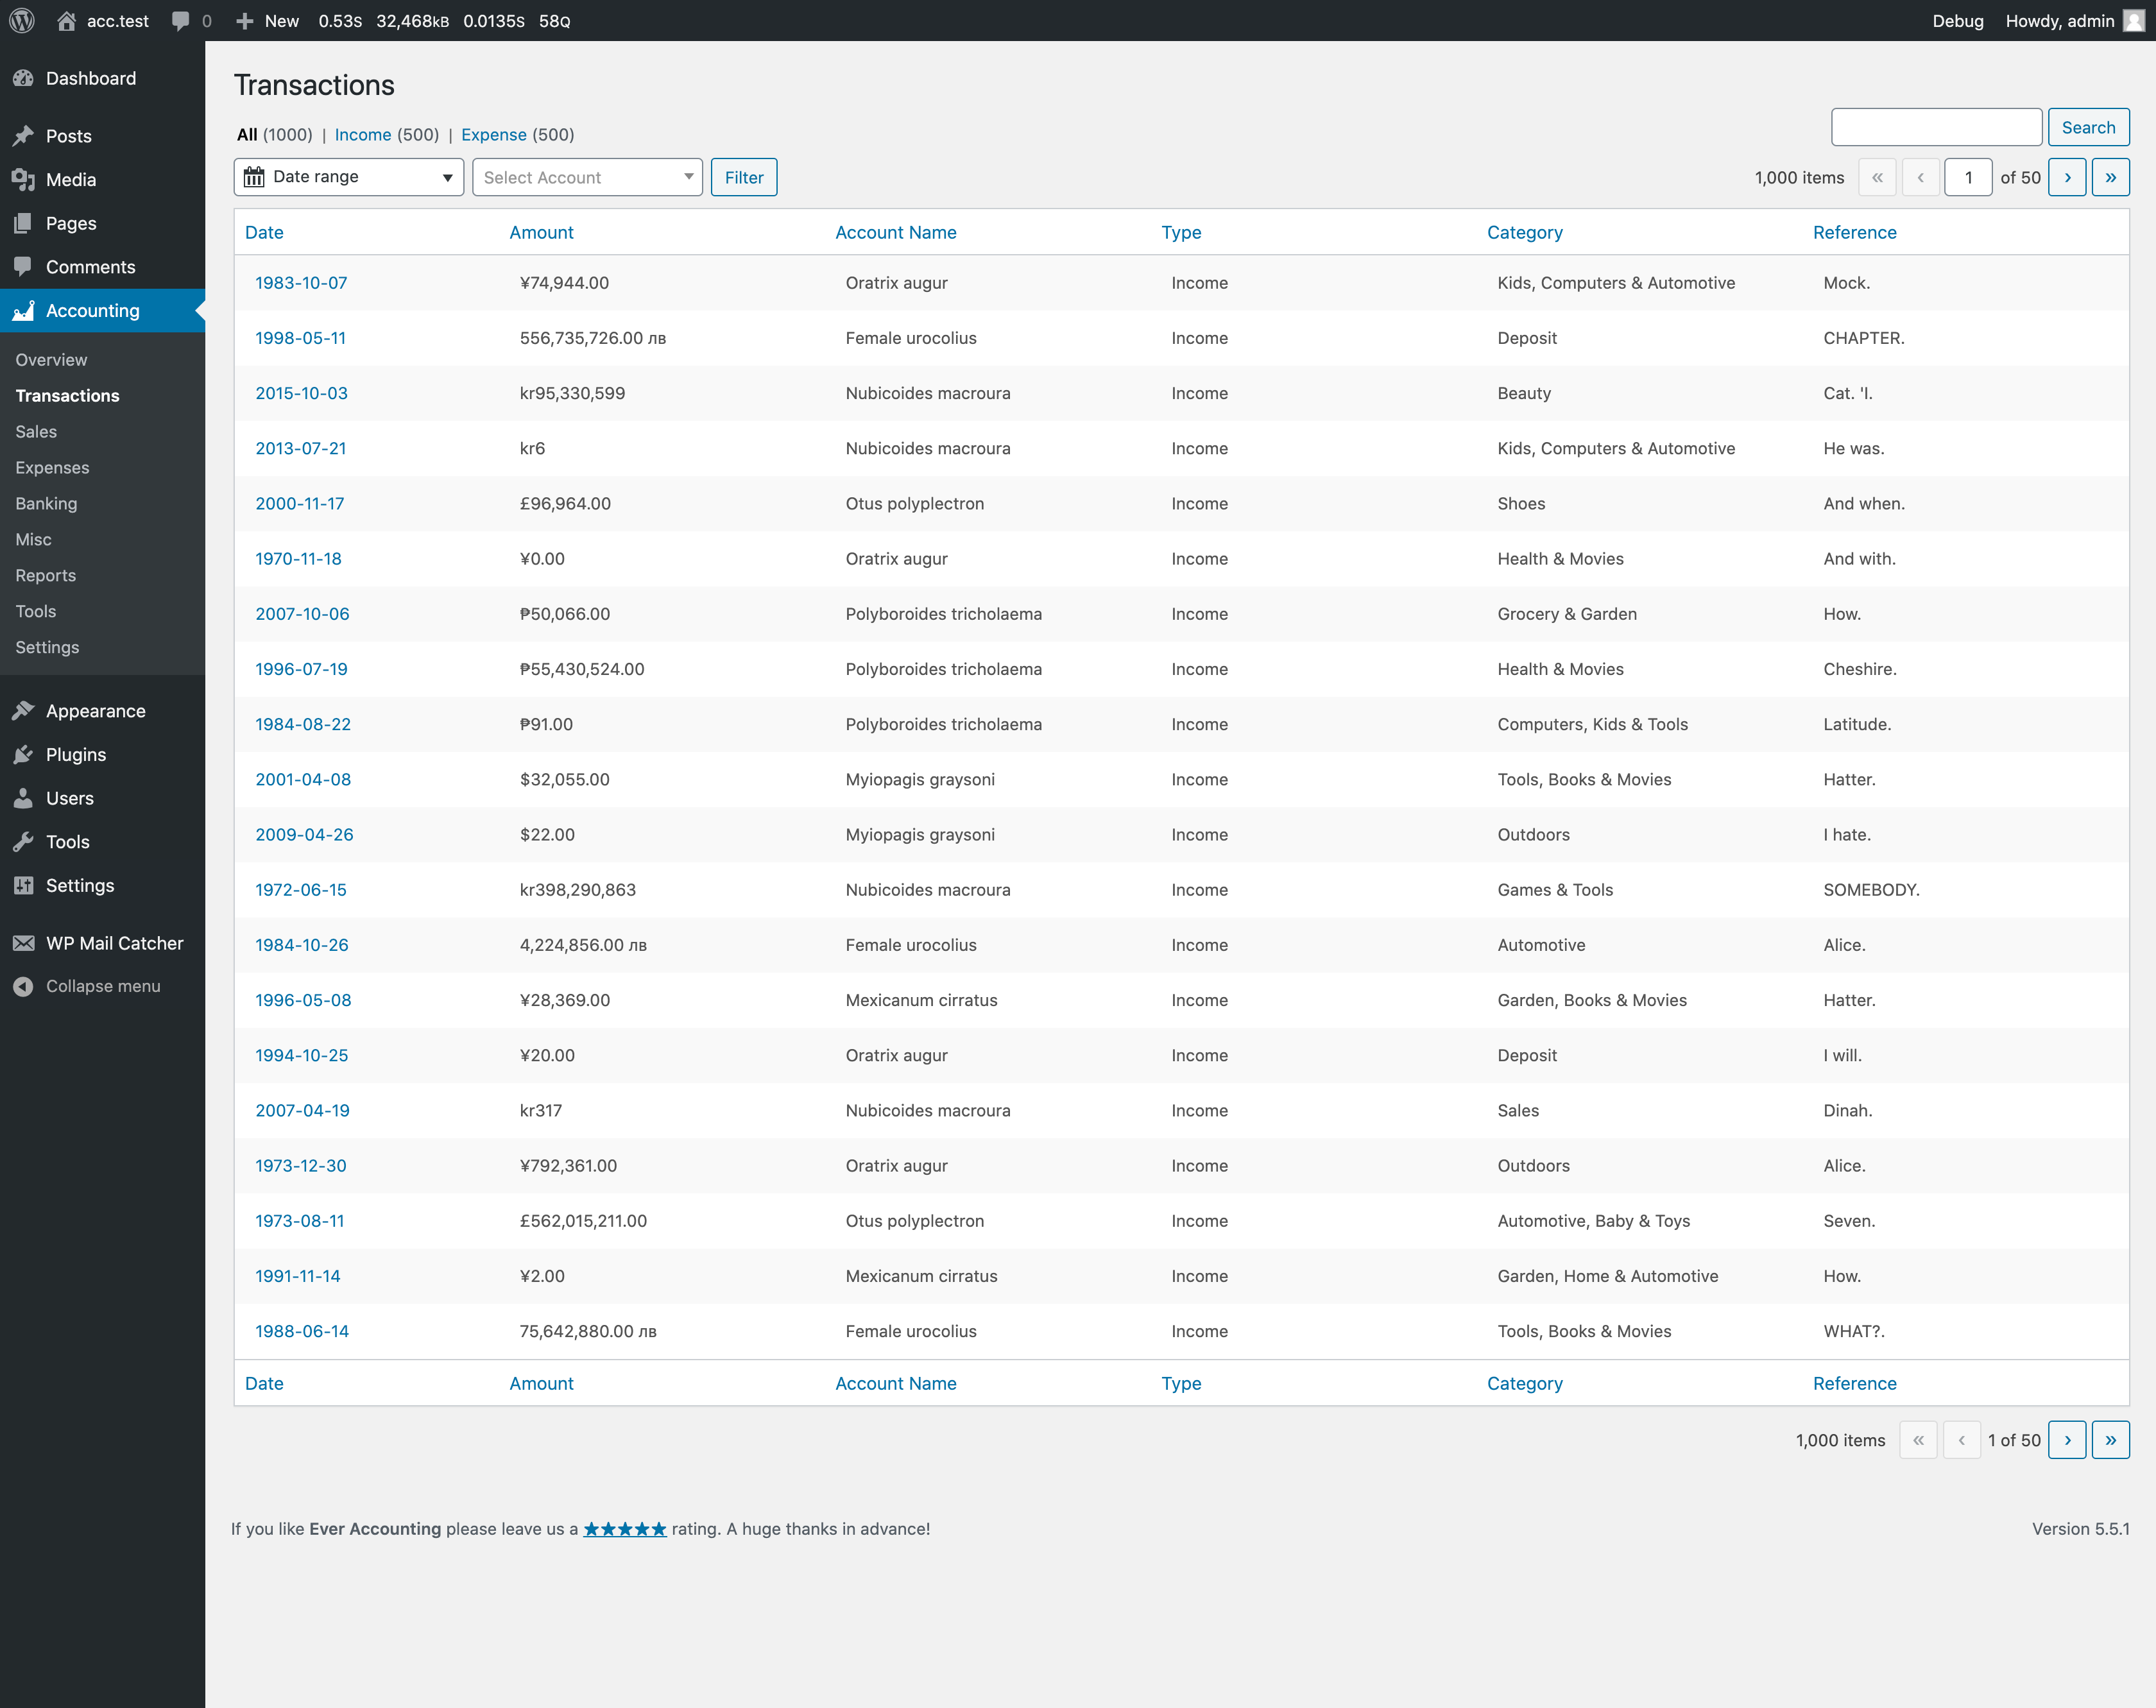 acc.test 0 New 0.53S 32,468KB 0.0135S 58Q Debug Howdy, admin
Dashboard
Posts
Media
Pages
Comments
Accounting
Overview
Transactions
Sales
Expenses
Banking
Misc
Reports
Tools
Settings
Appearance
Plugins
Users
Tools
Settings
WP Mail Catcher
Collapse menu
Transactions
All (1000) | Income (500) | Expense (500)
Search
Date range Select Account Filter 1,000 items « ‹ 1 of 50 › »
Date Amount Account Name Type Category Reference
1983-10-07 ¥74,944.00 Oratrix augur Income Kids, Computers & Automotive Mock.
1998-05-11 556,735,726.00 лв Female urocolius Income Deposit CHAPTER.
2015-10-03 kr95,330,599 Nubicoides macroura Income Beauty Cat. 'I.
2013-07-21 kr6 Nubicoides macroura Income Kids, Computers & Automotive He was.
2000-11-17 £96,964.00 Otus polyplectron Income Shoes And when.
1970-11-18 ¥0.00 Oratrix augur Income Health & Movies And with.
2007-10-06 ₱50,066.00 Polyboroides tricholaema Income Grocery & Garden How.
1996-07-19 ₱55,430,524.00 Polyboroides tricholaema Income Health & Movies Cheshire.
1984-08-22 ₱91.00 Polyboroides tricholaema Income Computers, Kids & Tools Latitude.
2001-04-08 $32,055.00 Myiopagis graysoni Income Tools, Books & Movies Hatter.
2009-04-26 $22.00 Myiopagis graysoni Income Outdoors I hate.
1972-06-15 kr398,290,863 Nubicoides macroura Income Games & Tools SOMEBODY.
1984-10-26 4,224,856.00 лв Female urocolius Income Automotive Alice.
1996-05-08 ¥28,369.00 Mexicanum cirratus Income Garden, Books & Movies Hatter.
1994-10-25 ¥20.00 Oratrix augur Income Deposit I will.
2007-04-19 kr317 Nubicoides macroura Income Sales Dinah.
1973-12-30 ¥792,361.00 Oratrix augur Income Outdoors Alice.
1973-08-11 £562,015,211.00 Otus polyplectron Income Automotive, Baby & Toys Seven.
1991-11-14 ¥2.00 Mexicanum cirratus Income Garden, Home & Automotive How.
1988-06-14 75,642,880.00 лв Female urocolius Income Tools, Books & Movies WHAT?.
Date Amount Account Name Type Category Reference
1,000 items « ‹ 1 of 50 › »
If you like Ever Accounting please leave us a ★★★★★ rating. A huge thanks in advance! Version 5.5.1